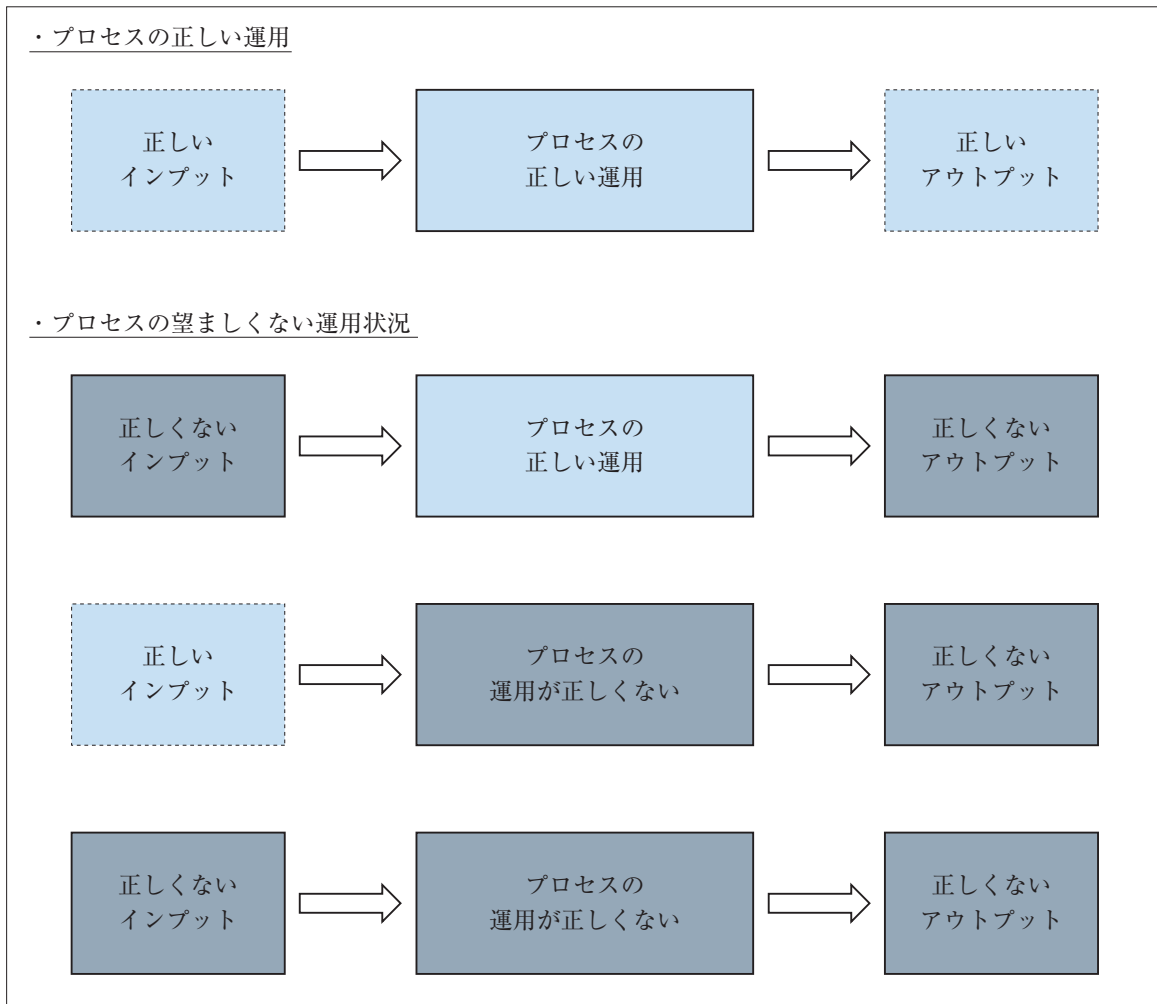 ・プロセスの正しい運用
正しい
インプット
プロセスの
正しい運用
正しい
アウトプット
・プロセスの望ましくない運用状況
正しくない
インプット
プロセスの
正しい運用
正しくない
アウトプット
正しい
インプット
プロセスの
運用が正しくない
正しくない
アウトプット
正しくない
インプット
プロセスの
運用が正しくない
正しくない
アウトプット